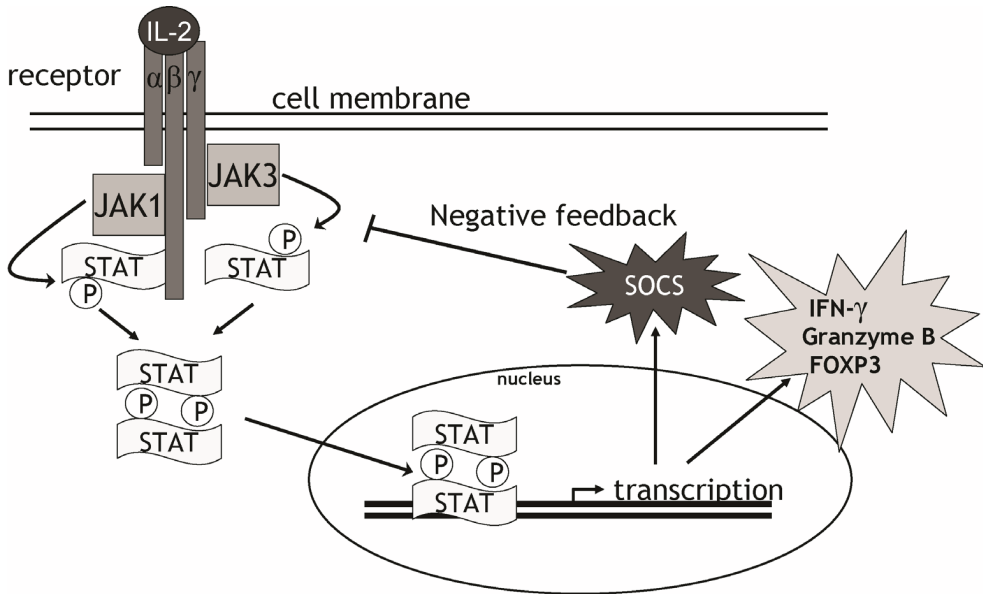 IL-2
receptor
α
β
γ
cell membrane
JAK1
JAK3
STAT
P
STAT
P
Negative feedback
SOCS
IFN-γ
Granzyme B
FOXP3
STAT
P
P
STAT
nucleus
STAT
P
P
STAT
transcription